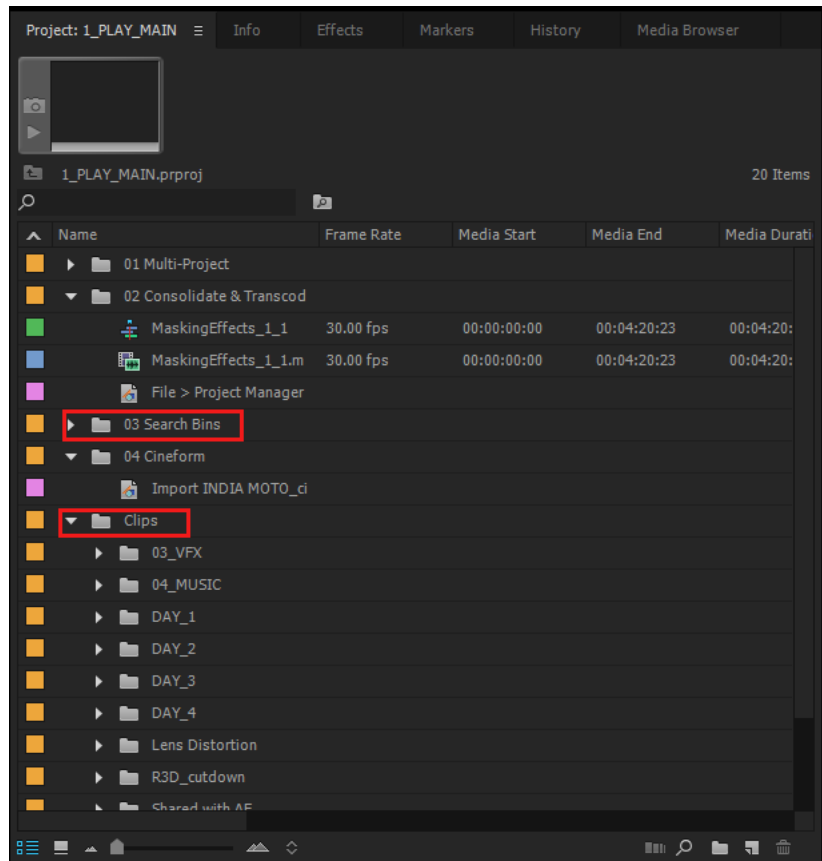 Project: 1_PLAY_MAIN Info Effects Markers History Media Browser
1_PLAY_MAIN.prproj 20 Items
Name Frame Rate Media Start Media End Media Durati
01 Multi-Project
02 Consolidate & Transcod
MaskingEffects_1_1 30.00 fps 00:00:00:00 00:04:20:23 00:04:20:
MaskingEffects_1_1.m 30.00 fps 00:00:00:00 00:04:20:23 00:04:20:
File > Project Manager
03 Search Bins
04 Cineform
Import INDIA MOTO_ci
Clips
03_VFX
04_MUSIC
DAY_1
DAY_2
DAY_3
DAY_4
Lens Distortion
R3D_cutdown
Shared with AE